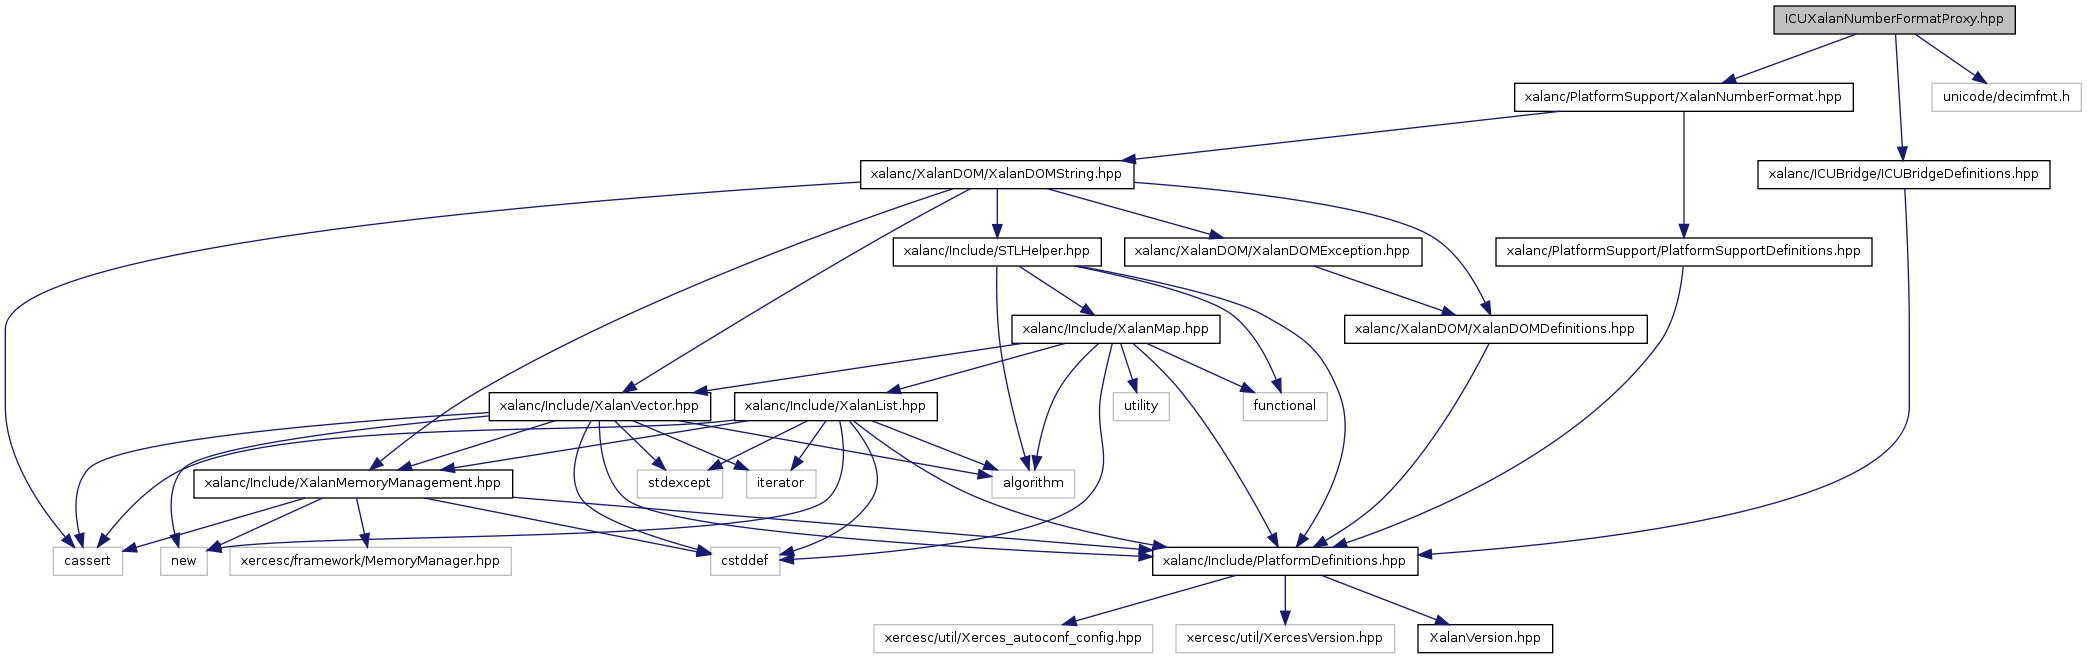 ICUXalanNumberFormatProxy.hpp
xalanc/PlatformSupport/XalanNumberFormat.hpp
unicode/decimfmt.h
xalanc/XalanDOM/XalanDOMString.hpp
xalanc/ICUBridge/ICUBridgeDefinitions.hpp
xalanc/Include/STLHelper.hpp
xalanc/XalanDOM/XalanDOMException.hpp
xalanc/PlatformSupport/PlatformSupportDefinitions.hpp
xalanc/Include/XalanMap.hpp
xalanc/XalanDOM/XalanDOMDefinitions.hpp
xalanc/Include/XalanVector.hpp
xalanc/Include/XalanList.hpp
utility
functional
xalanc/Include/XalanMemoryManagement.hpp
stdexcept
iterator
algorithm
cassert
new
xercesc/framework/MemoryManager.hpp
cstddef
xalanc/Include/PlatformDefinitions.hpp
xercesc/util/Xerces_autoconf_config.hpp
xercesc/util/XercesVersion.hpp
XalanVersion.hpp